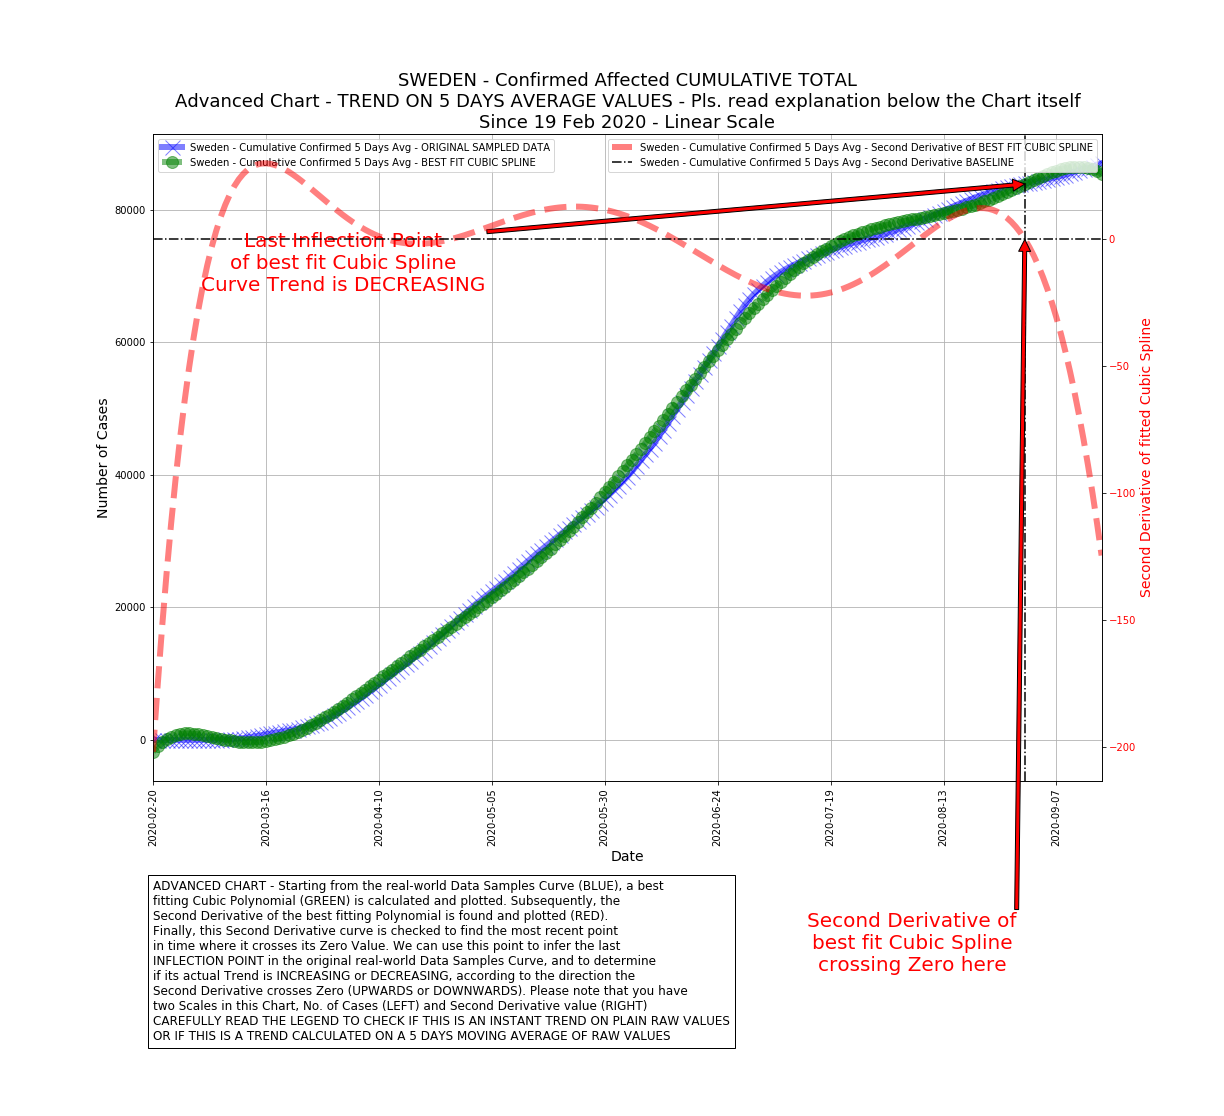 SWEDEN - Confirmed Affected CUMULATIVE TOTAL
Advanced Chart - TREND ON 5 DAYS AVERAGE VALUES - Pls. read explanation below the Chart itself
Since 19 Feb 2020 - Linear Scale
Sweden - Cumulative Confirmed 5 Days Avg - ORIGINAL SAMPLED DATA
Sweden - Cumulative Confirmed 5 Days Avg - BEST FIT CUBIC SPLINE
Sweden - Cumulative Confirmed 5 Days Avg - Second Derivative of BEST FIT CUBIC SPLINE
Sweden - Cumulative Confirmed 5 Days Avg - Second Derivative BASELINE
Last Inflection Point
of best fit Cubic Spline
Curve Trend is DECREASING
Number of Cases
80000
60000
40000
20000
0
0
−50
−100
−150
−200
Second Derivative of fitted Cubic Spline
2020-02-20
2020-03-16
2020-04-10
2020-05-05
2020-05-30
2020-06-24
2020-07-19
2020-08-13
2020-09-07
Date
Second Derivative of
best fit Cubic Spline
crossing Zero here
ADVANCED CHART - Starting from the real-world Data Samples Curve (BLUE), a best
fitting Cubic Polynomial (GREEN) is calculated and plotted. Subsequently, the
Second Derivative of the best fitting Polynomial is found and plotted (RED).
Finally, this Second Derivative curve is checked to find the most recent point
in time where it crosses its Zero Value. We can use this point to infer the last
INFLECTION POINT in the original real-world Data Samples Curve, and to determine
if its actual Trend is INCREASING or DECREASING, according to the direction the
Second Derivative crosses Zero (UPWARDS or DOWNWARDS). Please note that you have
two Scales in this Chart, No. of Cases (LEFT) and Second Derivative value (RIGHT)
CAREFULLY READ THE LEGEND TO CHECK IF THIS IS AN INSTANT TREND ON PLAIN RAW VALUES
OR IF THIS IS A TREND CALCULATED ON A 5 DAYS MOVING AVERAGE OF RAW VALUES